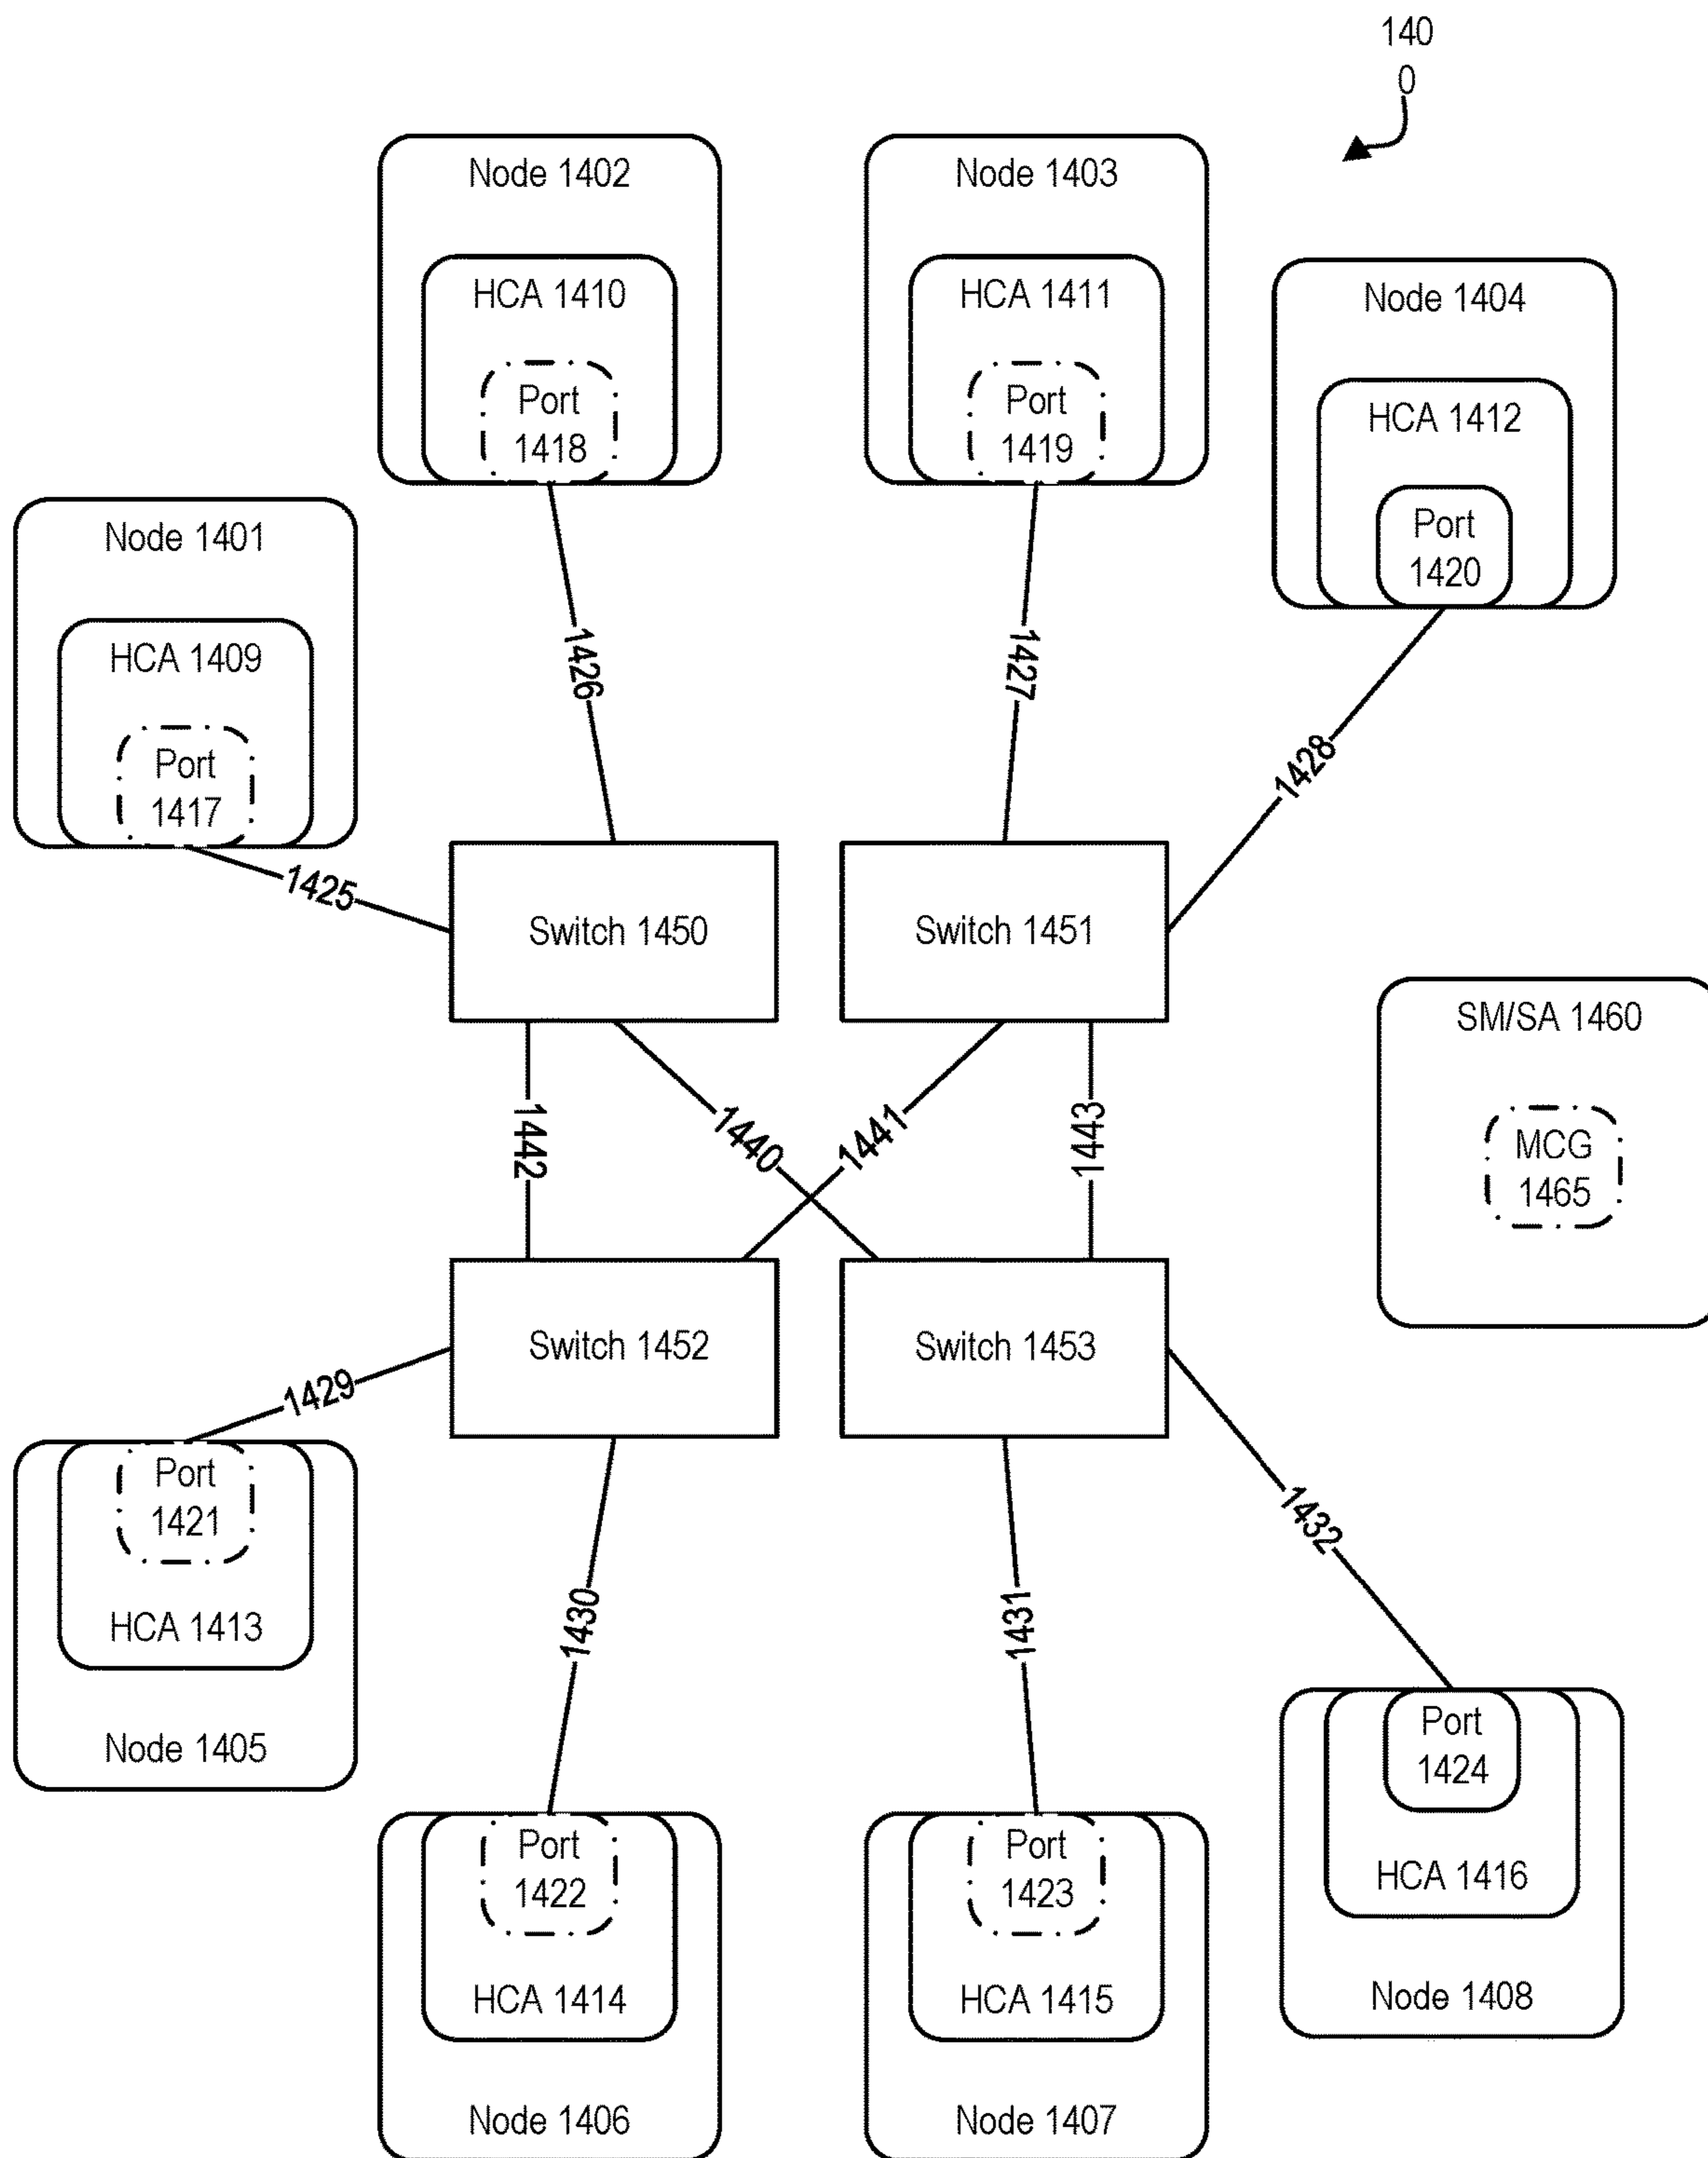 140
0
Node 1402
HCA 1410
Port
1418
Node 1403
HCA 1411
Port
1419
Node 1404
HCA 1412
Port
1420
Node 1401
HCA 1409
Port
1417
1426
1427
1428
1425
Switch 1450
Switch 1451
SM/SA 1460
MCG
1465
1442
1440
1441
1443
Switch 1452
Switch 1453
1429
1430
1431
1432
Port
1421
HCA 1413
Node 1405
Port
1422
HCA 1414
Node 1406
Port
1423
HCA 1415
Node 1407
Port
1424
HCA 1416
Node 1408